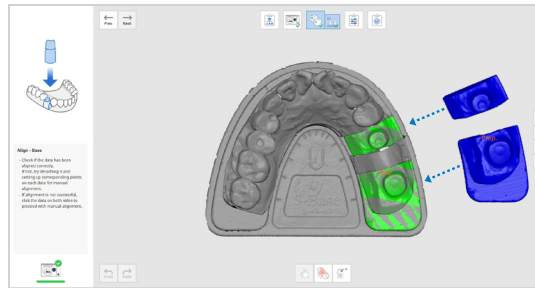 Prev
Next
Align - Base
- Check if the data has been
aligned correctly.
If not, try detaching it and
setting up corresponding points
on each data for manual
alignment.
If alignment is not successful,
click the data on both sides to
proceed with manual alignment.
U
Prep